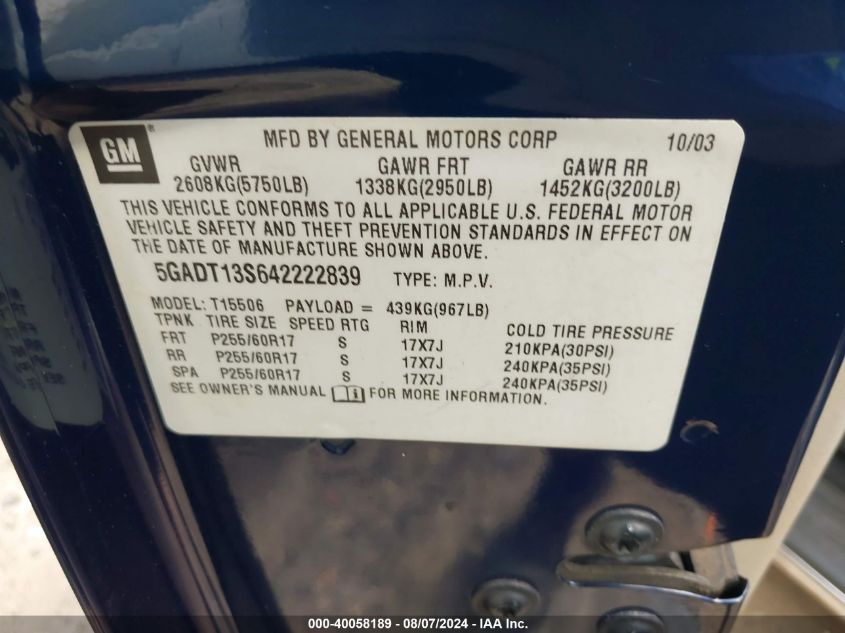 GM ® MFD BY GENERAL MOTORS CORP 10/03
GVWR GAWR FRT GAWR RR
2608KG(5750LB) 1338KG(2950LB) 1452KG(3200LB)
THIS VEHICLE CONFORMS TO ALL APPLICABLE U.S. FEDERAL MOTOR
VEHICLE SAFETY AND THEFT PREVENTION STANDARDS IN EFFECT ON
THE DATE OF MANUFACTURE SHOWN ABOVE.
5GADT13S642222839 TYPE: M.P.V.
MODEL: T15506 PAYLOAD = 439KG(967LB)
TPNK TIRE SIZE SPEED RTG RIM COLD TIRE PRESSURE
FRT P255/60R17 S 17X7J 210KPA(30PSI)
RR P255/60R17 S 17X7J 240KPA(35PSI)
SPA P255/60R17 S 17X7J 240KPA(35PSI)
SEE OWNER'S MANUAL FOR MORE INFORMATION.
000-40058189 - 08/07/2024 - IAA Inc.